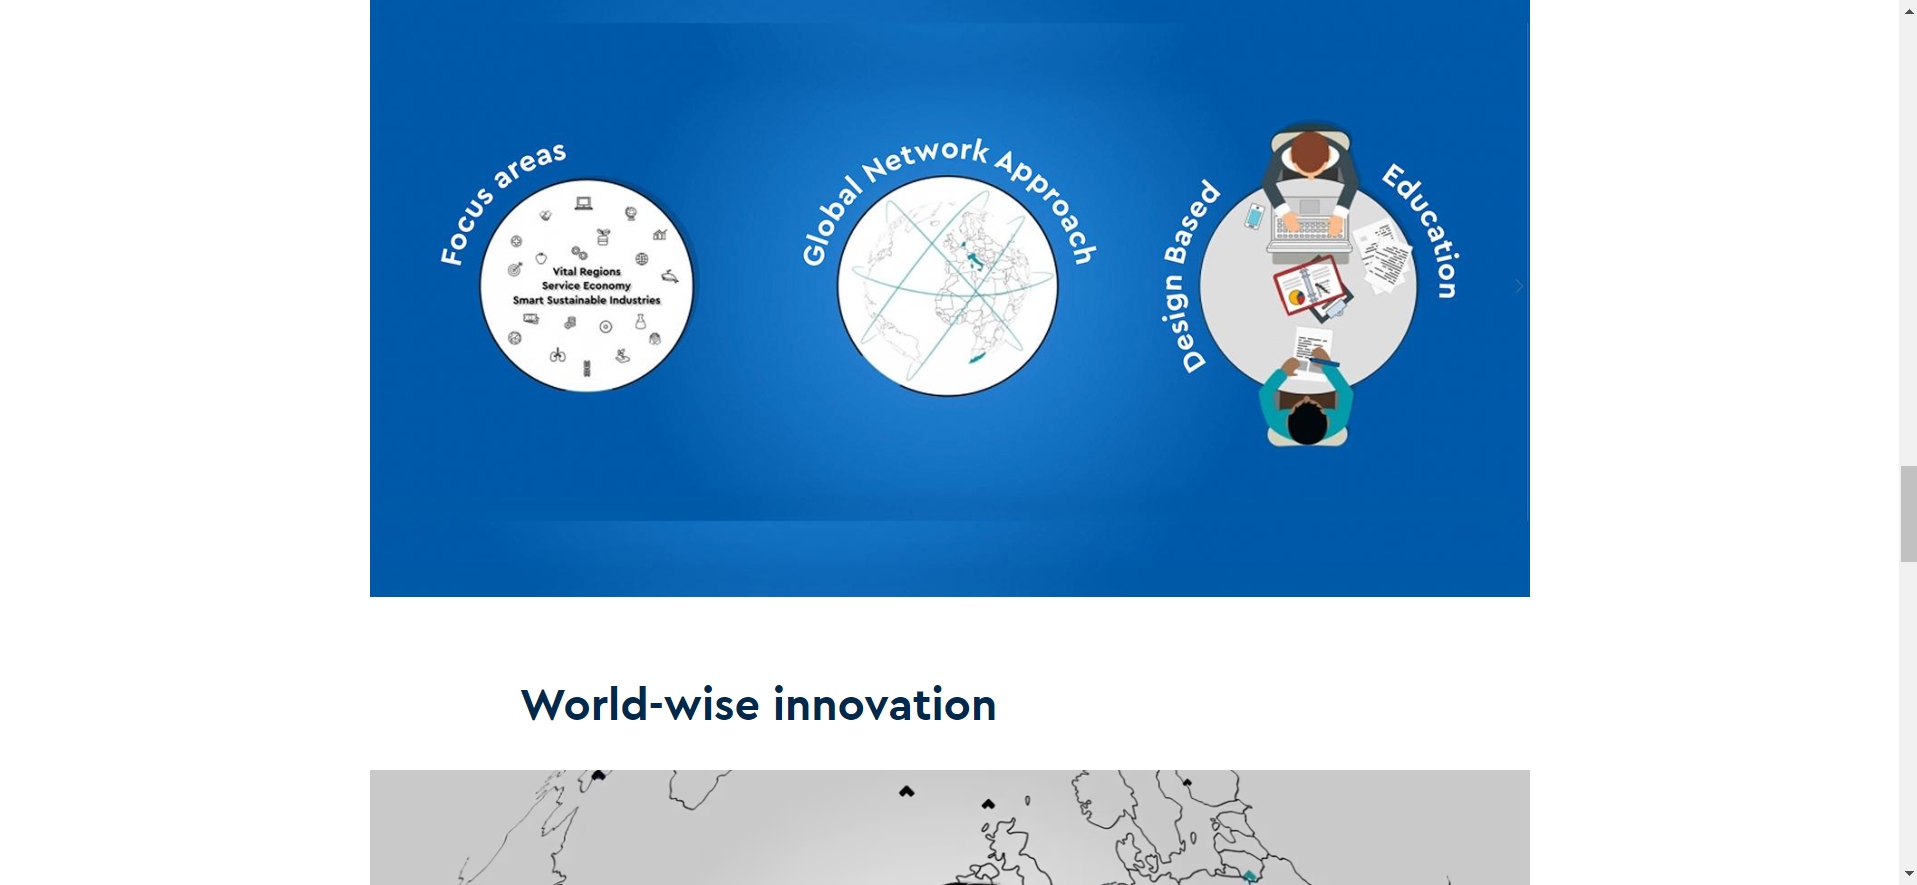 Focus areas
Vital Regions
Service Economy
Smart Sustainable Industries
Global Network Approach
Design Based
Education
World-wise innovation